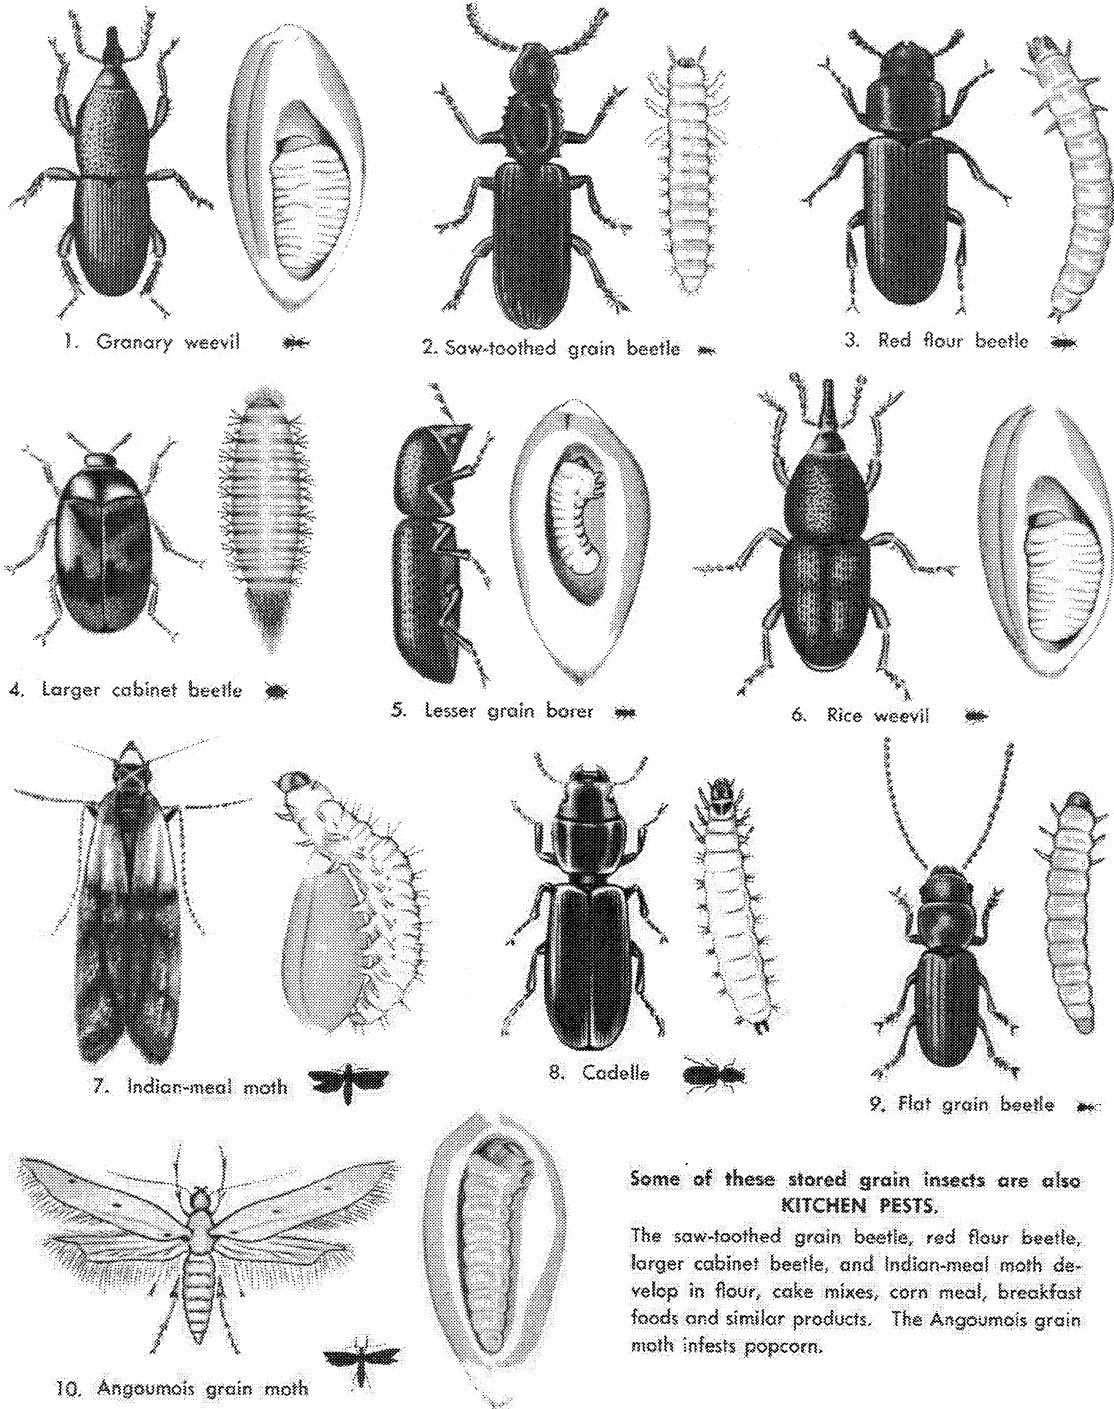 1. Granary weevil
2. Saw-toothed grain beetle
3. Red flour beetle
4. Larger cabinet beetle
5. Lesser grain borer
6. Rice weevil
7. Indian-meal moth
8. Cadelle
9. Flat grain beetle
10. Angoumois grain moth
Some of these stored grain insects are also
KITCHEN PESTS.
The saw-toothed grain beetle, red flour beetle,
larger cabinet beetle, and Indian-meal moth de-
velop in flour, cake mixes, corn meal, breakfast
foods and similar products. The Angoumois grain
moth infests popcorn.